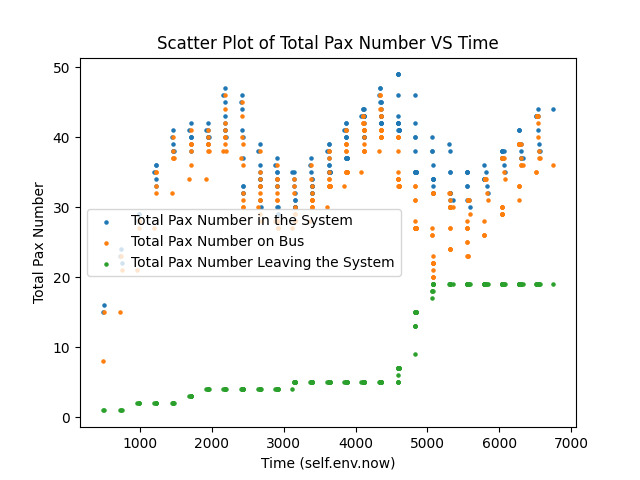 Scatter Plot of Total Pax Number VS Time
50
40
30
20
10
0
Total Pax Number
Total Pax Number in the System
Total Pax Number on Bus
Total Pax Number Leaving the System
1000 2000 3000 4000 5000 6000 7000
Time (self.env.now)